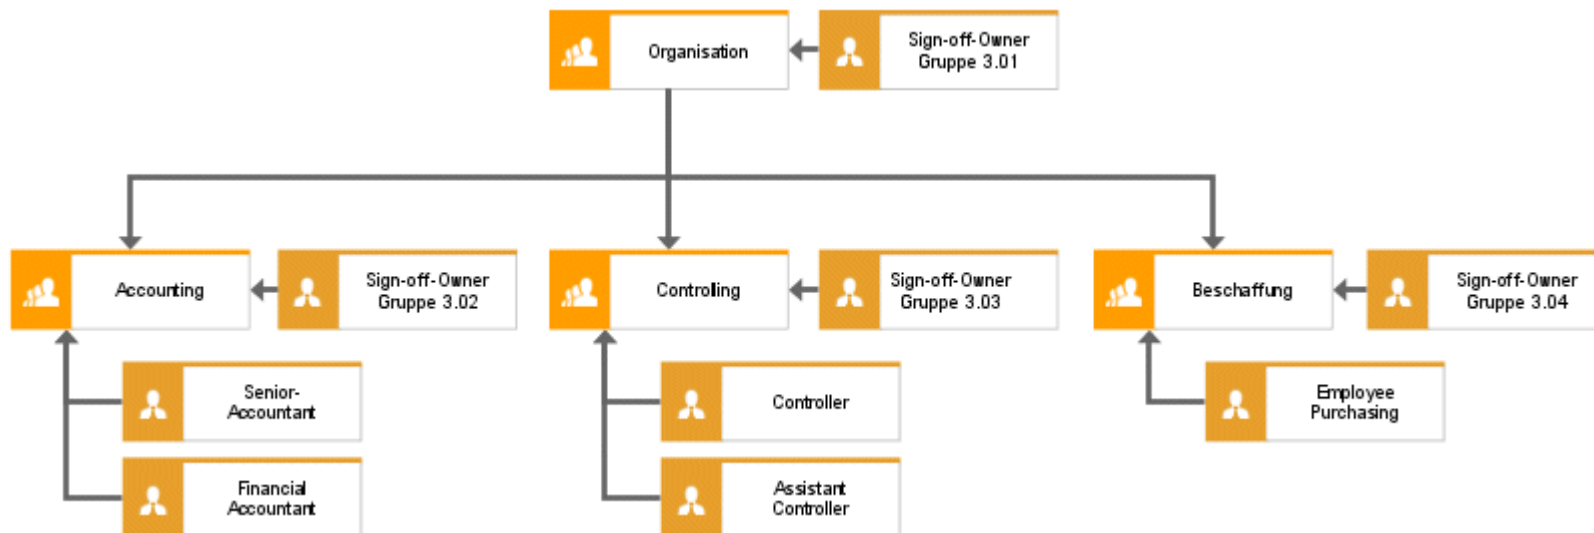 Organisation
Sign-off-Owner
Gruppe 3.01
Accounting
Sign-off-Owner
Gruppe 3.02
Controlling
Sign-off-Owner
Gruppe 3.03
Beschaffung
Sign-off-Owner
Gruppe 3.04
Senior-
Accountant
Controller
Employee
Purchasing
Financial
Accountant
Assistant
Controller